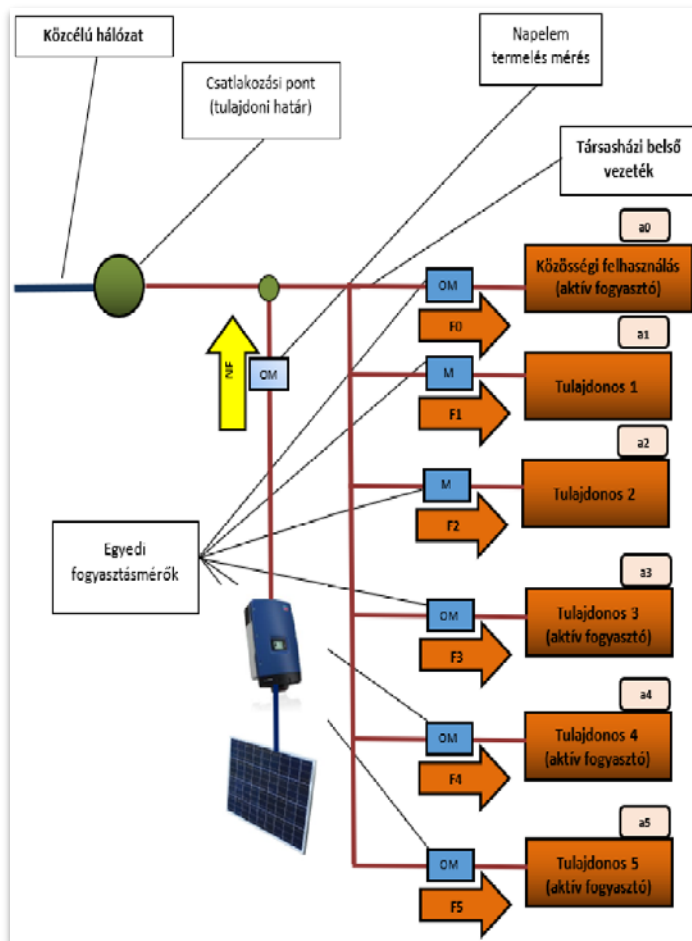 Közcélú hálózat
Napelem
termelés mérés
Csatlakozási pont
(tulajdoni határ)
Társasházi belső
vezeték
a0
Közösségi felhasználás
(aktív fogyasztó)
OM
F0
a1
NF
OM
M
Tulajdonos 1
F1
a2
M
Tulajdonos 2
F2
Egyedi
fogyasztásmérők
a3
OM
Tulajdonos 3
(aktív fogyasztó)
F3
a4
OM
Tulajdonos 4
(aktív fogyasztó)
F4
a5
OM
Tulajdonos 5
(aktív fogyasztó)
F5